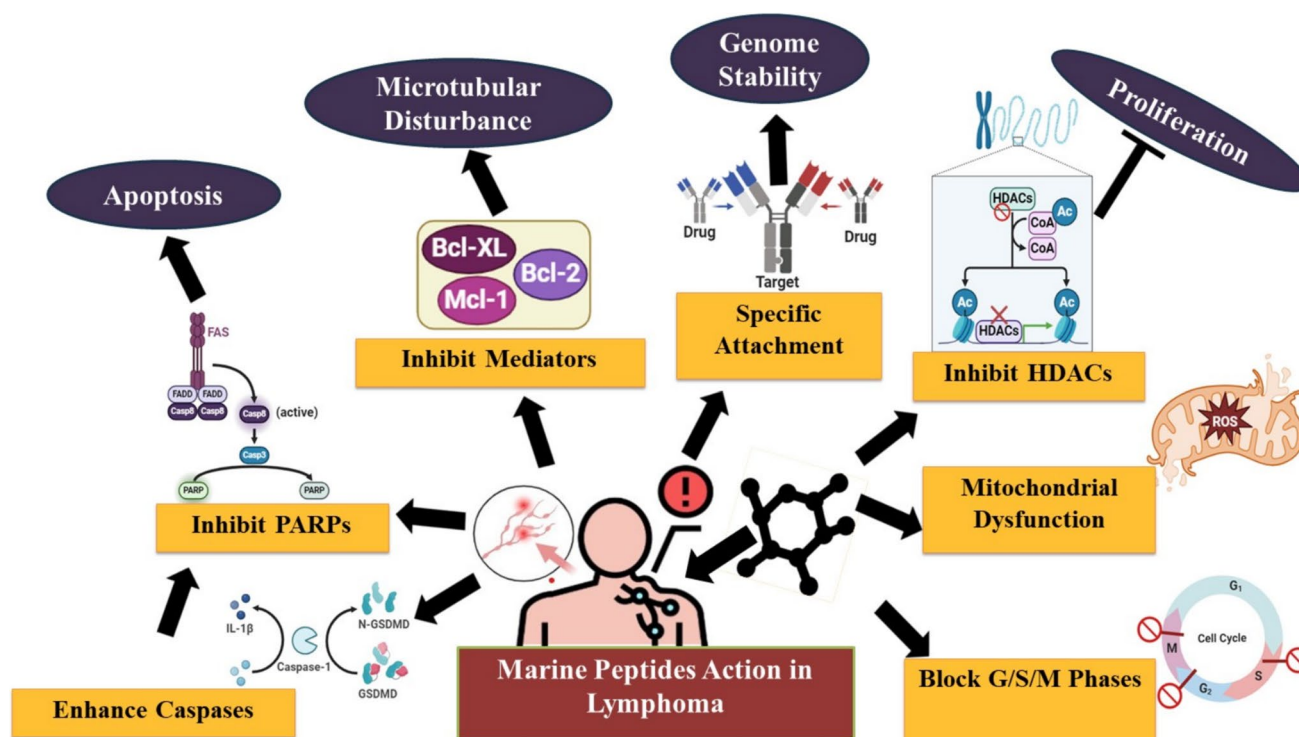 Genome
Stability
Microtubular
Disturbance
Proliferation
Apoptosis
HDACs
Ac
CoA
CoA
Drug
Drug
Target
Bcl-XL
Bcl-2
Mcl-1
Ac
Ac
HDACs
FAS
FADD
FADD
Casp8
Casp8
Casp8
(active)
Casp3
PARP
PARP
Inhibit Mediators
Specific
Attachment
Inhibit HDACs
ROS
Inhibit PARPs
Mitochondrial
Dysfunction
IL-1β
N-GSDMD
Caspase-1
GSDMD
G1
Cell Cycle
M
S
G2
Enhance Caspases
Marine Peptides Action in
Lymphoma
Block G/S/M Phases